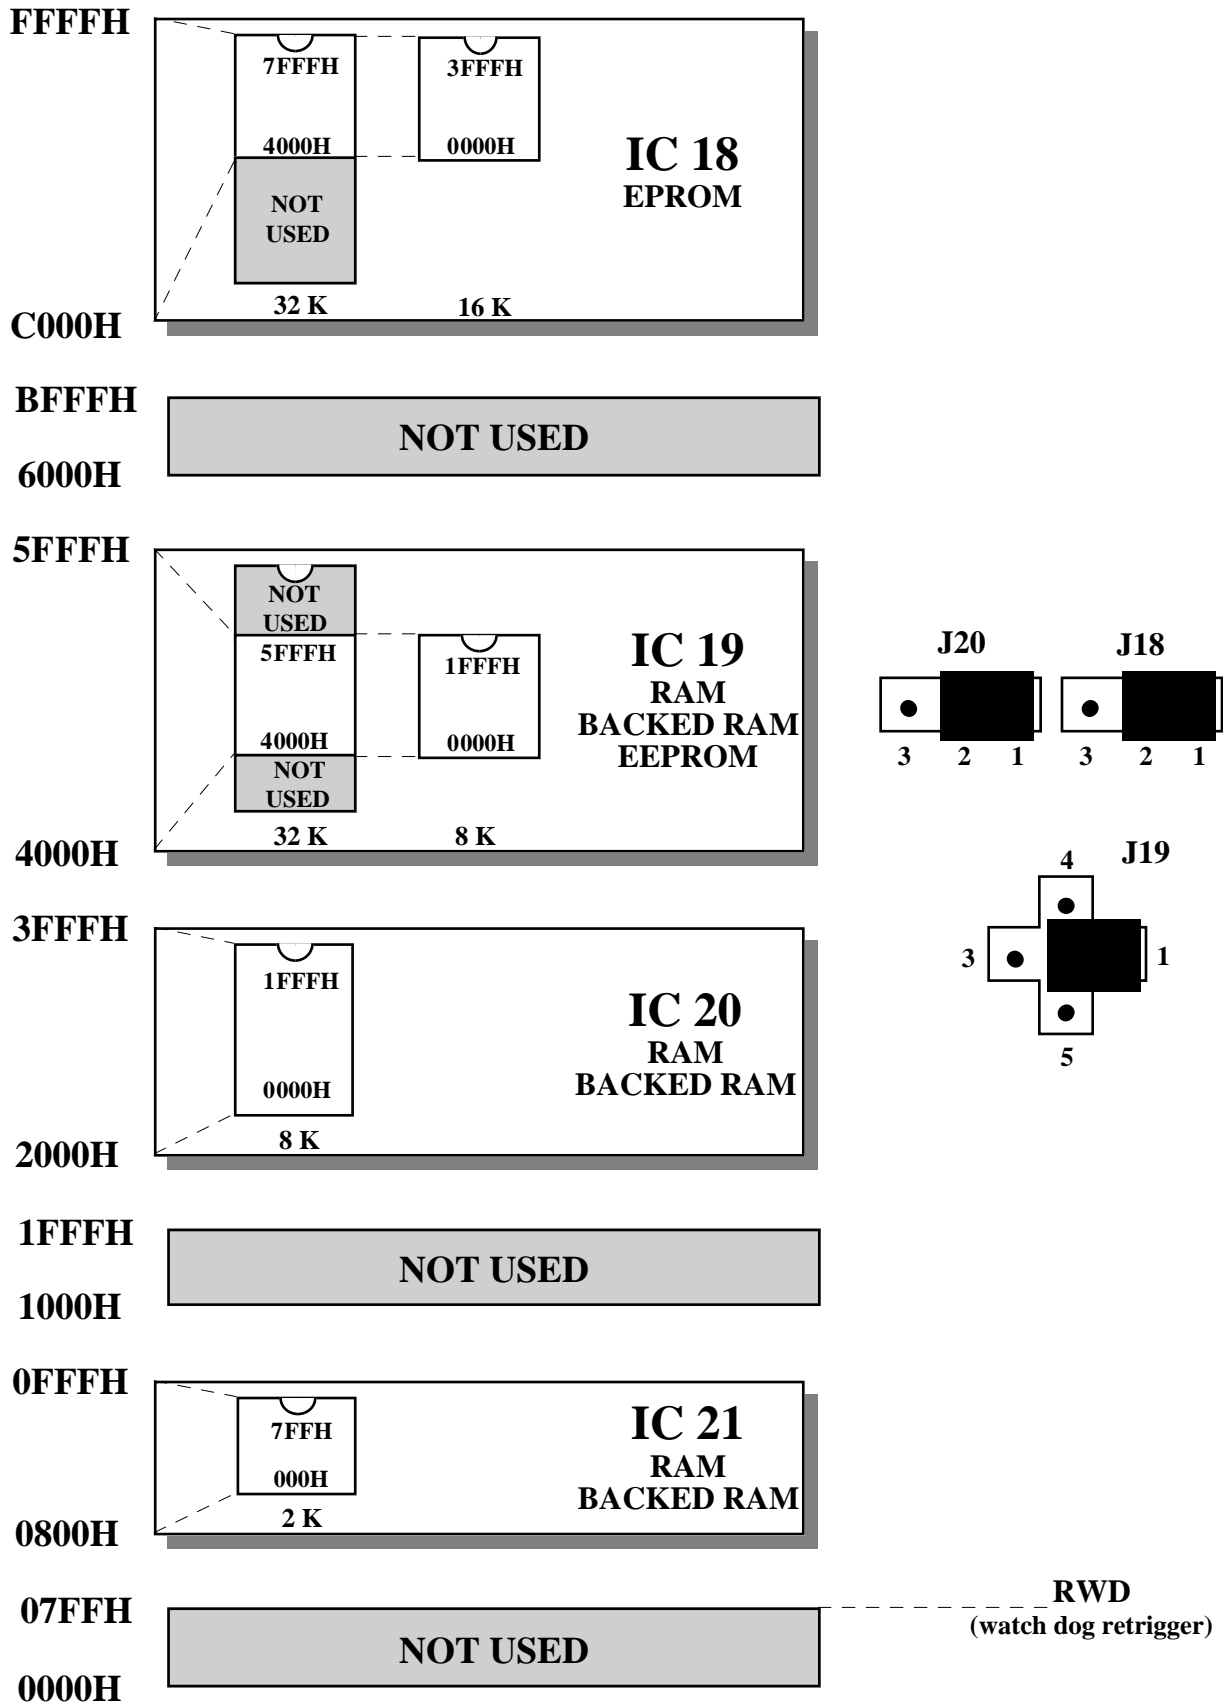 FFFFH
7FFFH
3FFFH
4000H
0000H
IC 18
EPROM
NOT
USED
32 K
16 K
C000H
BFFFH
NOT USED
6000H
5FFFH
NOT
USED
5FFFH
1FFFH
4000H
0000H
NOT
USED
IC 19
RAM
BACKED RAM
EEPROM
32 K
8 K
4000H
J20
3 2 1
J18
3 2 1
J19
4
3
1
5
3FFFH
1FFFH
0000H
8 K
IC 20
RAM
BACKED RAM
2000H
1FFFH
NOT USED
1000H
0FFFH
7FFH
000H
2 K
IC 21
RAM
BACKED RAM
0800H
07FFH
NOT USED
0000H
RWD
(watch dog retrigger)